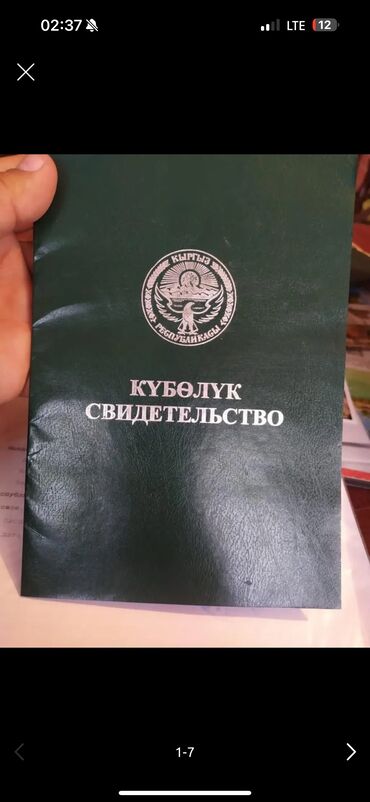 02:37
LTE
12
КЫРГЫЗ
РЕСПУБЛИКАСЫ
КҮБӨЛҮК
СВИДЕТЕЛЬСТВО
1-7